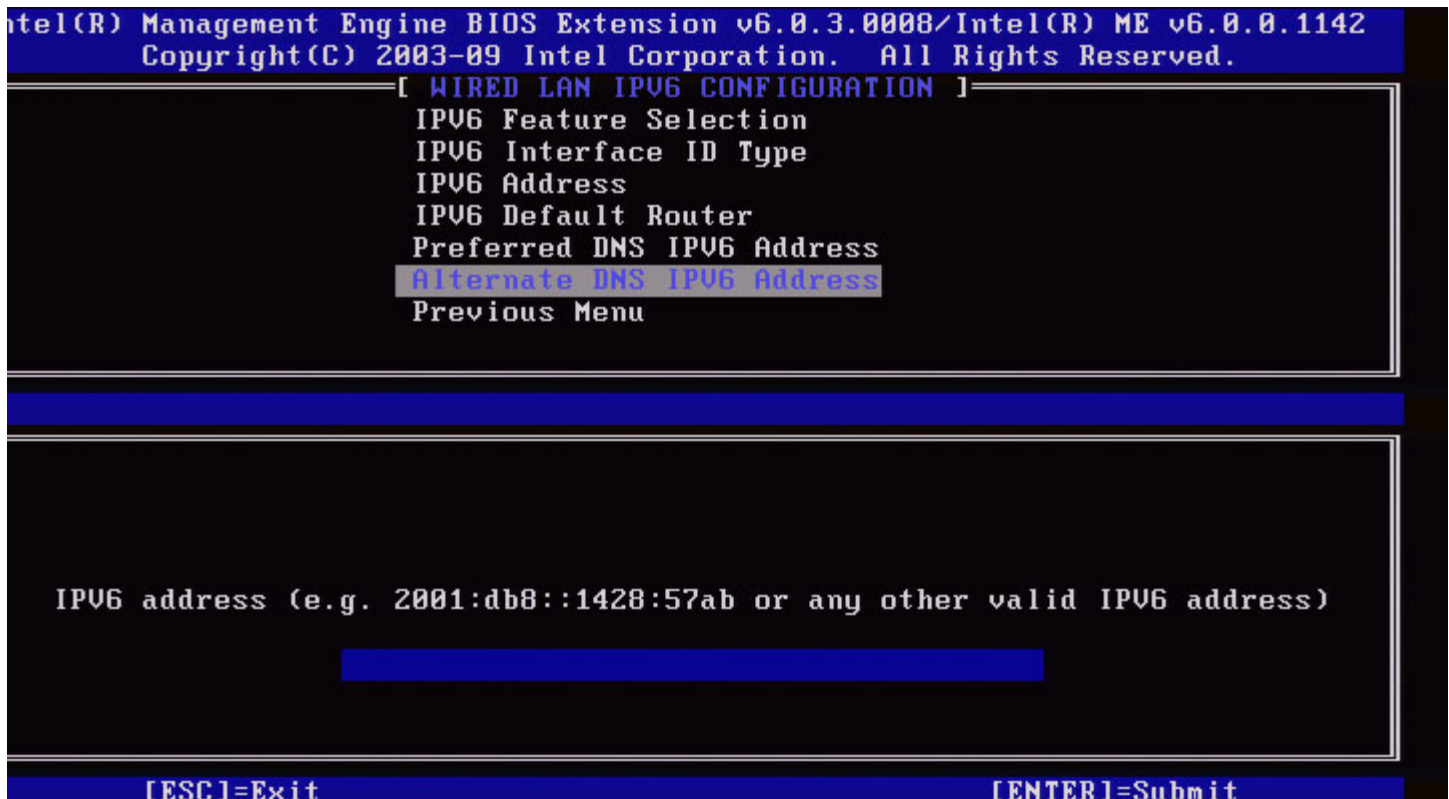 ntel(R) Management Engine BIOS Extension v6.0.3.0008/Intel(R) ME v6.0.0.1142
Copyright(C) 2003-09 Intel Corporation. All Rights Reserved.
[ WIRED LAN IPV6 CONFIGURATION ]
IPV6 Feature Selection
IPV6 Interface ID Type
IPV6 Address
IPV6 Default Router
Preferred DNS IPV6 Address
Alternate DNS IPV6 Address
Previous Menu
IPV6 address (e.g. 2001:db8::1428:57ab or any other valid IPV6 address)
[ESC]=Exit [ENTER]=Submit